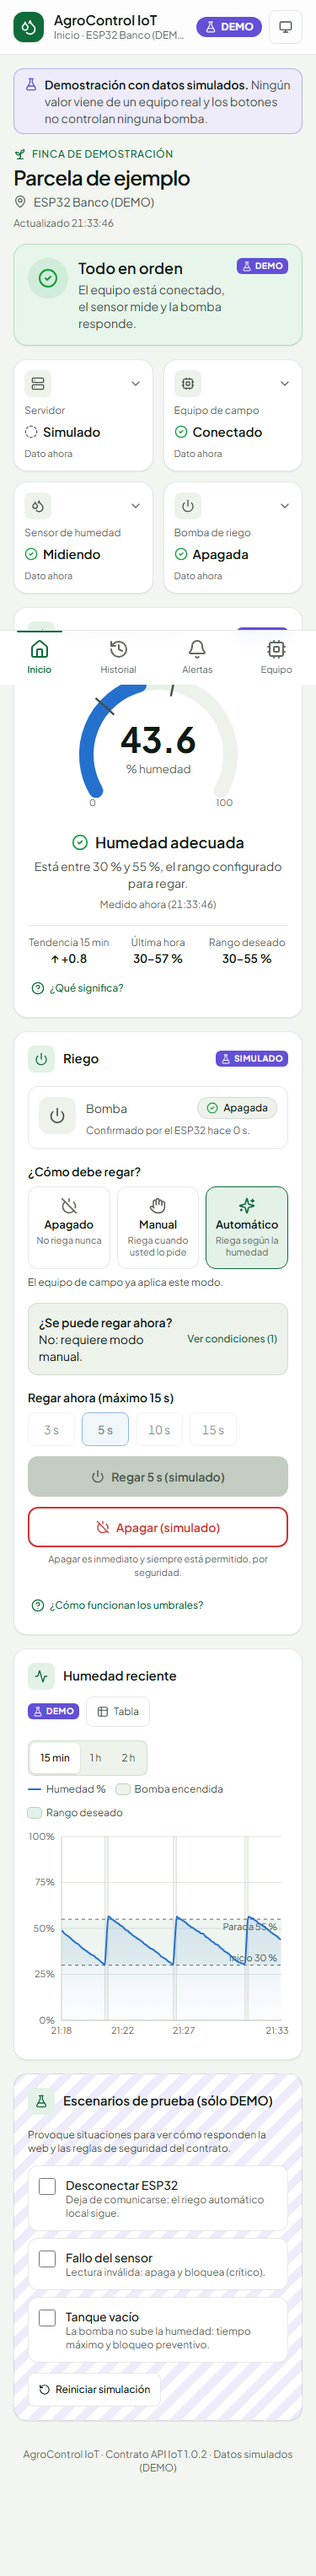 AgroControl IoT
Inicio · ESP32 Banco (DEM...
DEMO
Demostración con datos simulados. Ningún
valor viene de un equipo real y los botones
no controlan ninguna bomba.
FINCA DE DEMOSTRACIÓN
Parcela de ejemplo
ESP32 Banco (DEMO)
Actualizado 21:33:46
Todo en orden
DEMO
El equipo está conectado,
el sensor mide y la bomba
responde.
Servidor
Simulado
Dato ahora
Equipo de campo
Conectado
Dato ahora
Sensor de humedad
Midiendo
Dato ahora
Bomba de riego
Apagada
Dato ahora
Inicio
Historial
Alertas
Equipo
43.6
% humedad
0
100
Humedad adecuada
Está entre 30 % y 55 %, el rango configurado
para regar.
Medido ahora (21:33:46)
Tendencia 15 min
↑ +0.8
Última hora
30–57 %
Rango deseado
30–55 %
¿Qué significa?
Riego
SIMULADO
Bomba
Apagada
Confirmado por el ESP32 hace 0 s.
¿Cómo debe regar?
Apagado
No riega nunca
Manual
Riega cuando
usted lo pide
Automático
Riega según la
humedad
El equipo de campo ya aplica este modo.
¿Se puede regar ahora?
No: requiere modo
manual.
Ver condiciones (1)
Regar ahora (máximo 15 s)
3 s
5 s
10 s
15 s
Regar 5 s (simulado)
Apagar (simulado)
Apagar es inmediato y siempre está permitido, por
seguridad.
¿Cómo funcionan los umbrales?
Humedad reciente
DEMO
Tabla
15 min
1 h
2 h
Humedad %
Bomba encendida
Rango deseado
100%
75%
50%
25%
0%
Parada 55 %
Inicio 30 %
21:18
21:22
21:27
21:33
Escenarios de prueba (sólo DEMO)
Provoque situaciones para ver cómo responden la
web y las reglas de seguridad del contrato.
Desconectar ESP32
Deja de comunicarse; el riego automático
local sigue.
Fallo del sensor
Lectura inválida: apaga y bloquea (crítico).
Tanque vacío
La bomba no sube la humedad: tiempo
máximo y bloqueo preventivo.
Reiniciar simulación
AgroControl IoT · Contrato API IoT 1.0.2 · Datos simulados
(DEMO)